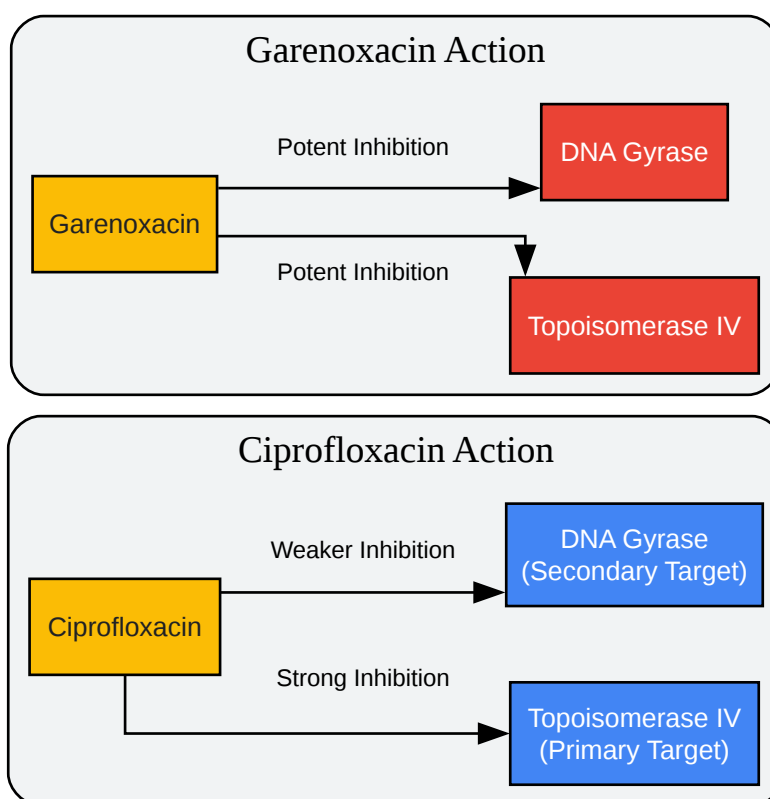 Garenoxacin Action
Potent Inhibition
DNA Gyrase
Garenoxacin
Potent Inhibition
Topoisomerase IV
Ciprofloxacin Action
Weaker Inhibition
DNA Gyrase
(Secondary Target)
Ciprofloxacin
Strong Inhibition
Topoisomerase IV
(Primary Target)